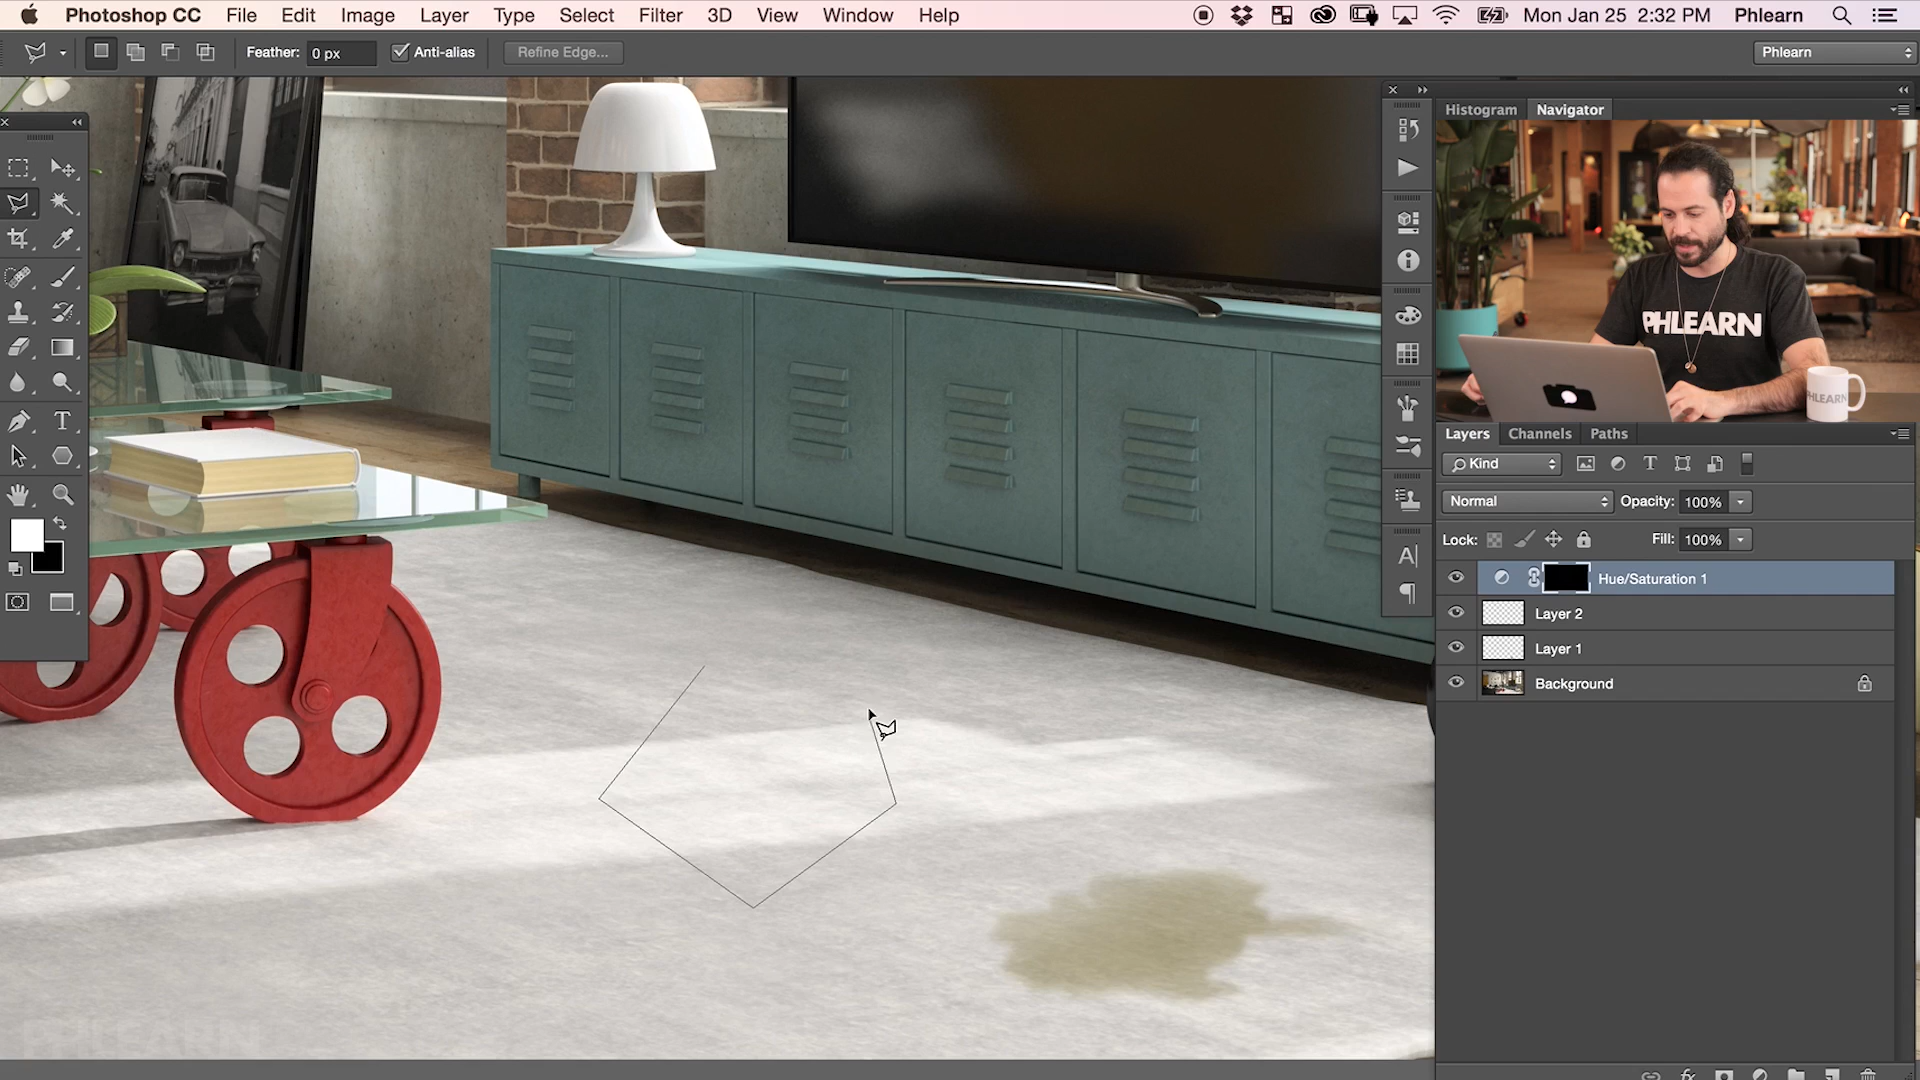 Photoshop CC File Edit Image Layer Type Select Filter 3D View Window Help Mon Jan 25 2:32 PM Phlearn
Feather: 0 px Anti-alias Refine Edge... Phlearn
Histogram Navigator
PHLEARN
PHLEARN
Layers Channels Paths
Kind
Normal Opacity: 100%
Lock: Fill: 100%
Hue/Saturation 1
Layer 2
Layer 1
Background
PHLEARN